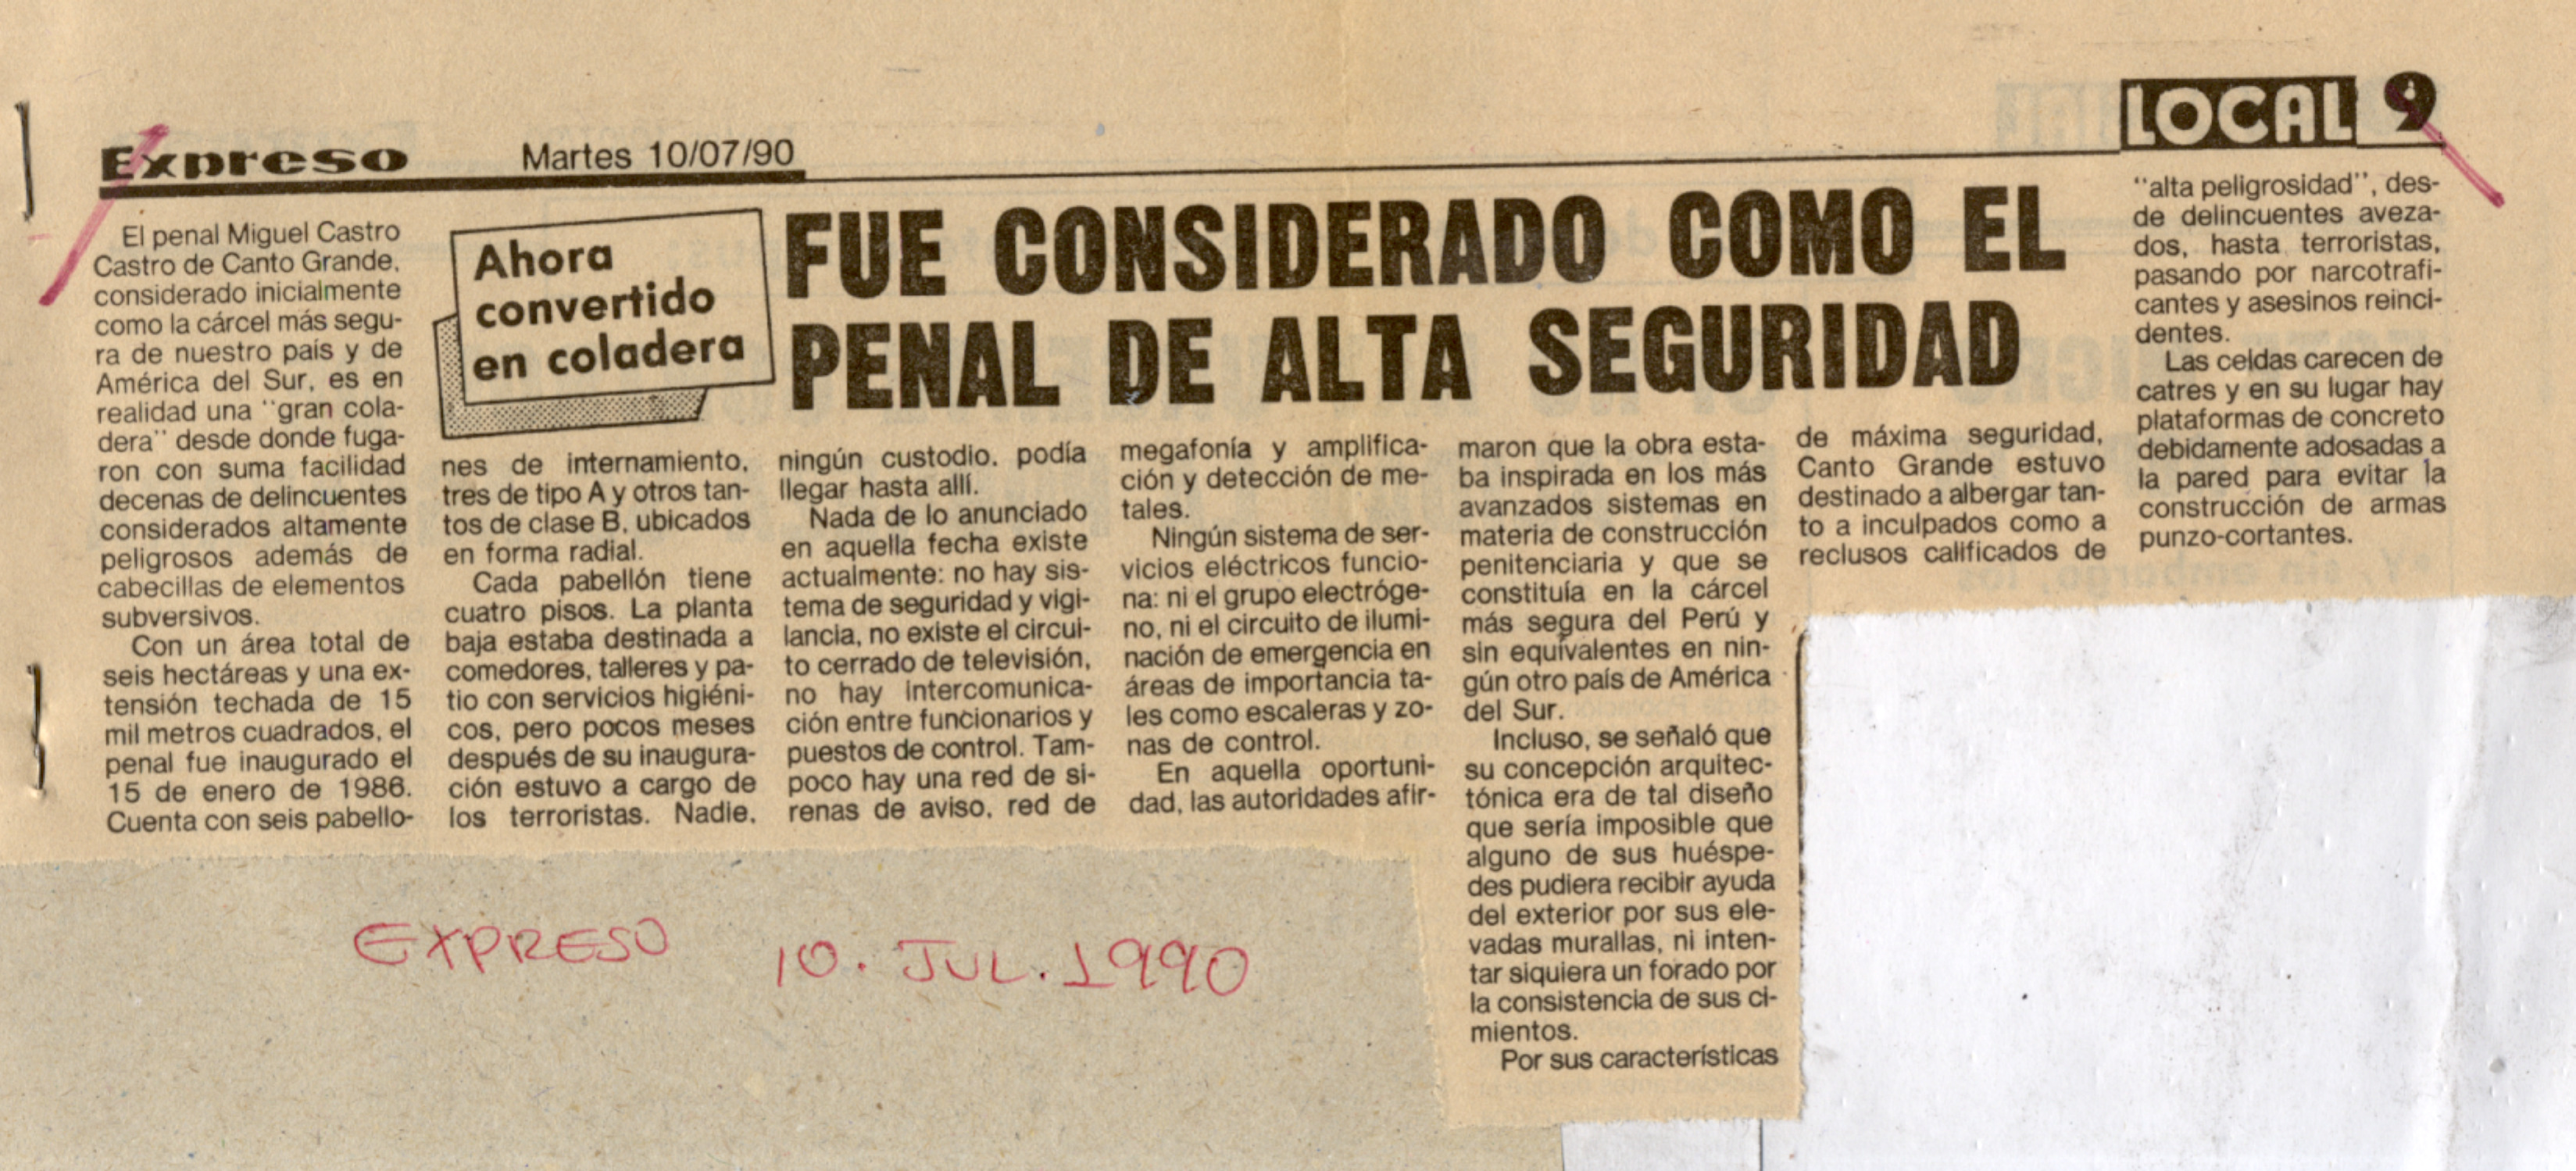 Expreso
Martes 10/07/90
LOCAL 9
Ahora
convertido
en coladera
FUE CONSIDERADO COMO EL
PENAL DE ALTA SEGURIDAD
El penal Miguel Castro
Castro de Canto Grande,
considerado inicialmente
como la cárcel más segu-
ra de nuestro país y de
América del Sur, es en
realidad una "gran cola-
dera" desde donde fuga-
ron con suma facilidad
decenas de delincuentes
considerados altamente
peligrosos además de
cabecillas de elementos
subversivos.
Con un área total de
seis hectáreas y una ex-
tensión techada de 15
mil metros cuadrados, el
penal fue inaugurado el
15 de enero de 1986.
Cuenta con seis pabello-
nes de internamiento,
tres de tipo A y otros tan-
tos de clase B, ubicados
en forma radial.
Cada pabellón tiene
cuatro pisos. La planta
baja estaba destinada a
comedores, talleres y pa-
tio con servicios higiéni-
cos, pero pocos meses
después de su inaugura-
ción estuvo a cargo de
los terroristas. Nadie,
ningún custodio, podía
llegar hasta allí.
Nada de lo anunciado
en aquella fecha existe
actualmente: no hay sis-
tema de seguridad y vigi-
lancia, no existe el circui-
to cerrado de televisión,
no hay intercomunica-
ción entre funcionarios y
puestos de control. Tam-
poco hay una red de si-
renas de aviso, red de
megafonía y amplifica-
ción y detección de me-
tales.
Ningún sistema de ser-
vicios eléctricos funcio-
na: ni el grupo electróge-
no, ni el circuito de ilumi-
nación de emergencia en
áreas de importancia ta-
les como escaleras y zo-
nas de control.
En aquella oportuni-
dad, las autoridades afir-
maron que la obra esta-
ba inspirada en los más
avanzados sistemas en
materia de construcción
penitenciaria y que se
constituía en la cárcel
más segura del Perú y
sin equívalentes en nin-
gún otro país de América
del Sur.
Incluso, se señaló que
su concepción arquitec-
tónica era de tal diseño
que sería imposible que
alguno de sus huéspe-
des pudiera recibir ayuda
del exterior por sus ele-
vadas murallas, ni inten-
tar siquiera un forado por
la consistencia de sus ci-
mientos.
Por sus características
de máxima seguridad,
Canto Grande estuvo
destinado a albergar tan-
to a inculpados como a
reclusos calificados de
"alta peligrosidad", des-
de delincuentes aveza-
dos, hasta terroristas,
pasando por narcotrafi-
cantes y asesinos reinci-
dentes.
Las celdas carecen de
catres y en su lugar hay
plataformas de concreto
debidamente adosadas a
la pared para evitar la
construcción de armas
punzo-cortantes.
EXPRESO 10. JUL. 1990